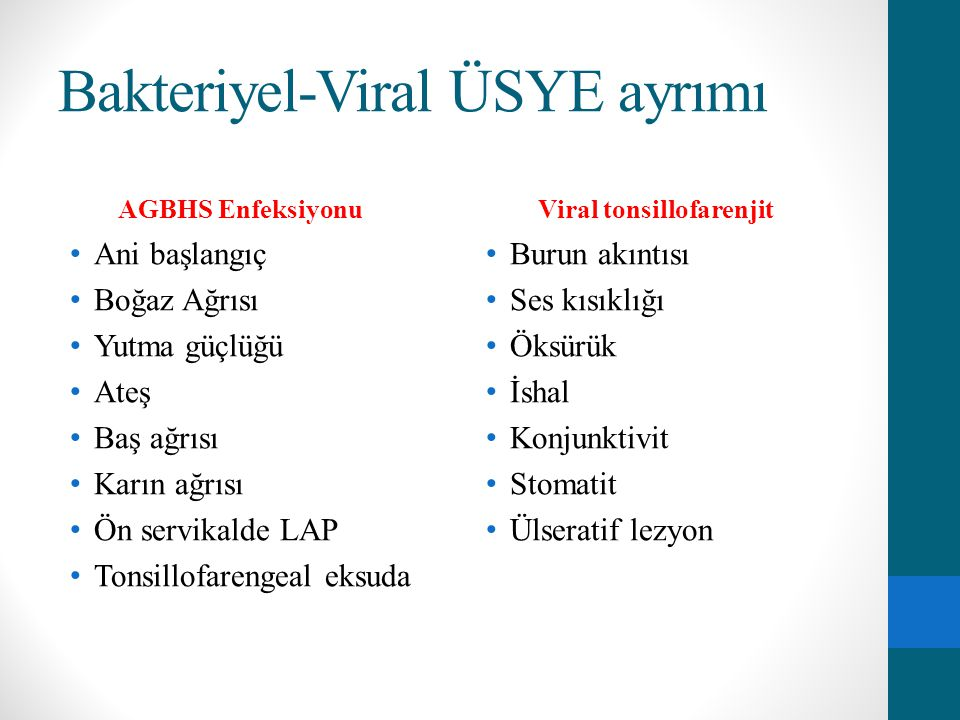 Bakteriyel-Viral ÜSYE ayrımı
AGBHS Enfeksiyonu
• Ani başlangıç
• Boğaz Ağrısı
• Yutma güçlüğü
• Ateş
• Baş ağrısı
• Karın ağrısı
• Ön servikalde LAP
• Tonsillofarengeal eksuda
Viral tonsillofarenjit
• Burun akıntısı
• Ses kısıklığı
• Öksürük
• İshal
• Konjunktivit
• Stomatit
• Ülseratif lezyon